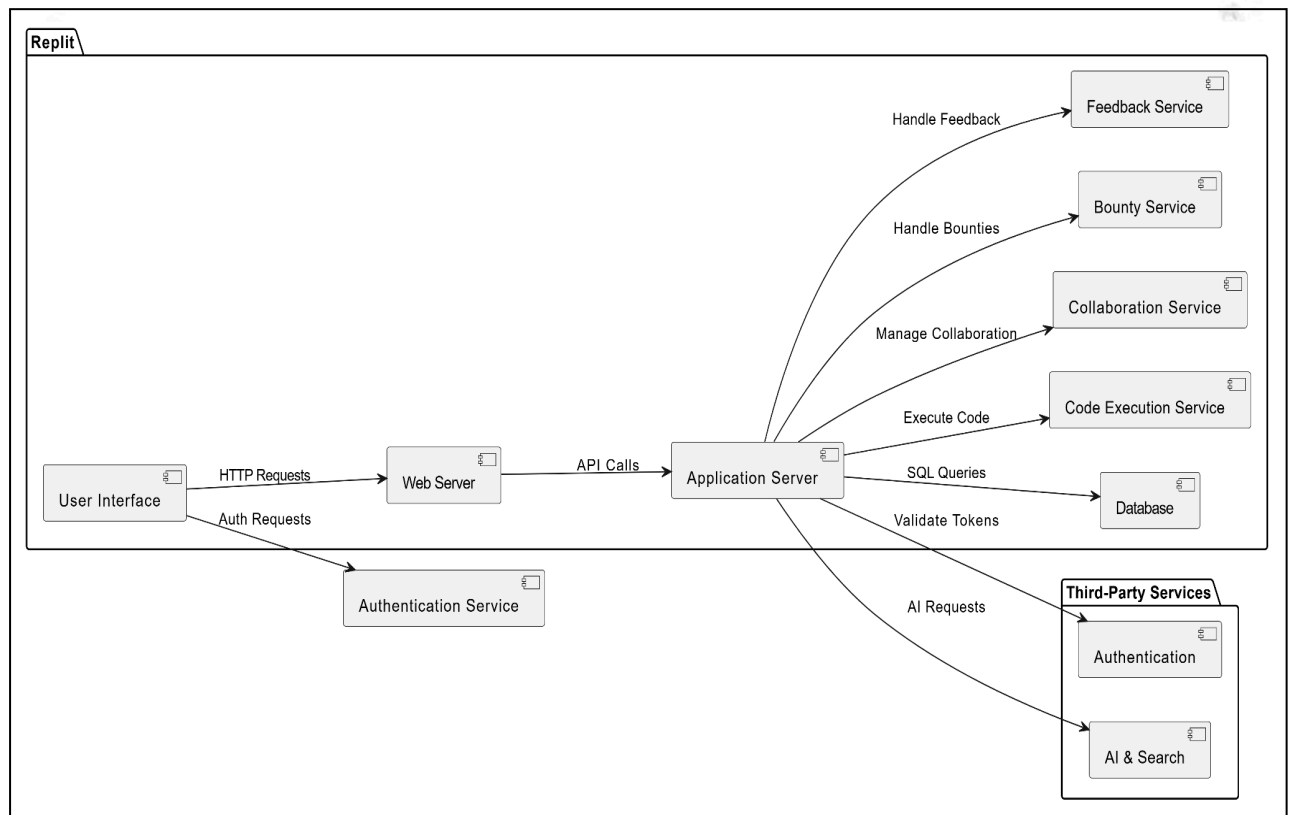 Replit
Feedback Service
Handle Feedback
Bounty Service
Handle Bounties
Collaboration Service
Manage Collaboration
Code Execution Service
Execute Code
User Interface
HTTP Requests
Web Server
API Calls
Application Server
SQL Queries
Database
Auth Requests
Validate Tokens
Authentication Service
Third-Party Services
AI Requests
Authentication
AI & Search